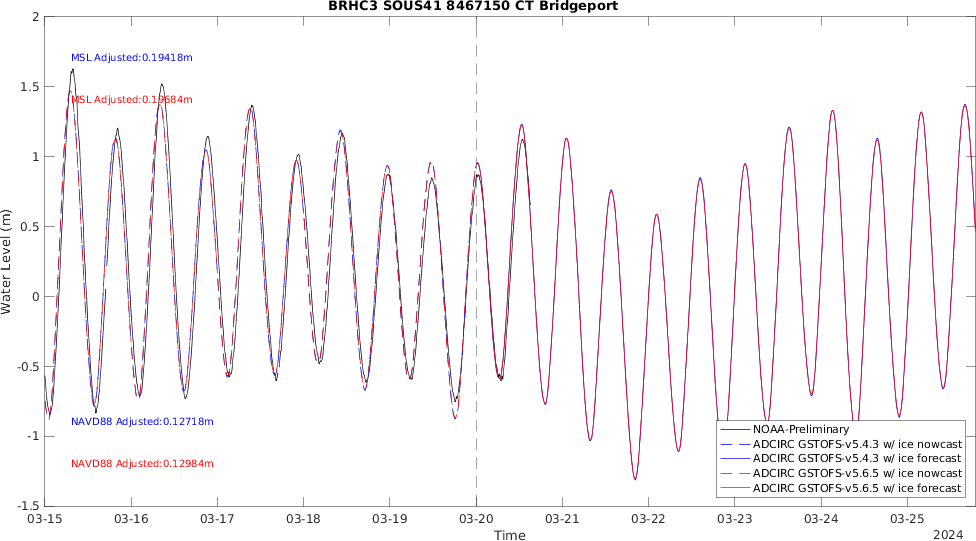 BRHC3 SOUS41 8467150 CT Bridgeport
2
1.5
1
0.5
0
-0.5
-1
-1.5
Water Level (m)
MSL Adjusted:0.19418m
MSL Adjusted:0.19684m
NAVD88 Adjusted:0.12718m
NAVD88 Adjusted:0.12984m
NOAA-Preliminary
ADCIRC GSTOFS-v5.4.3 w/ ice nowcast
ADCIRC GSTOFS-v5.4.3 w/ ice forecast
ADCIRC GSTOFS-v5.6.5 w/ ice nowcast
ADCIRC GSTOFS-v5.6.5 w/ ice forecast
03-15 03-16 03-17 03-18 03-19 03-20 03-21 03-22 03-23 03-24 03-25
Time
2024